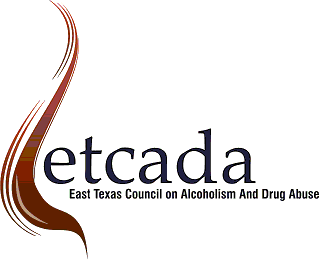 etcada
East Texas Council on Alcoholism And Drug Abuse